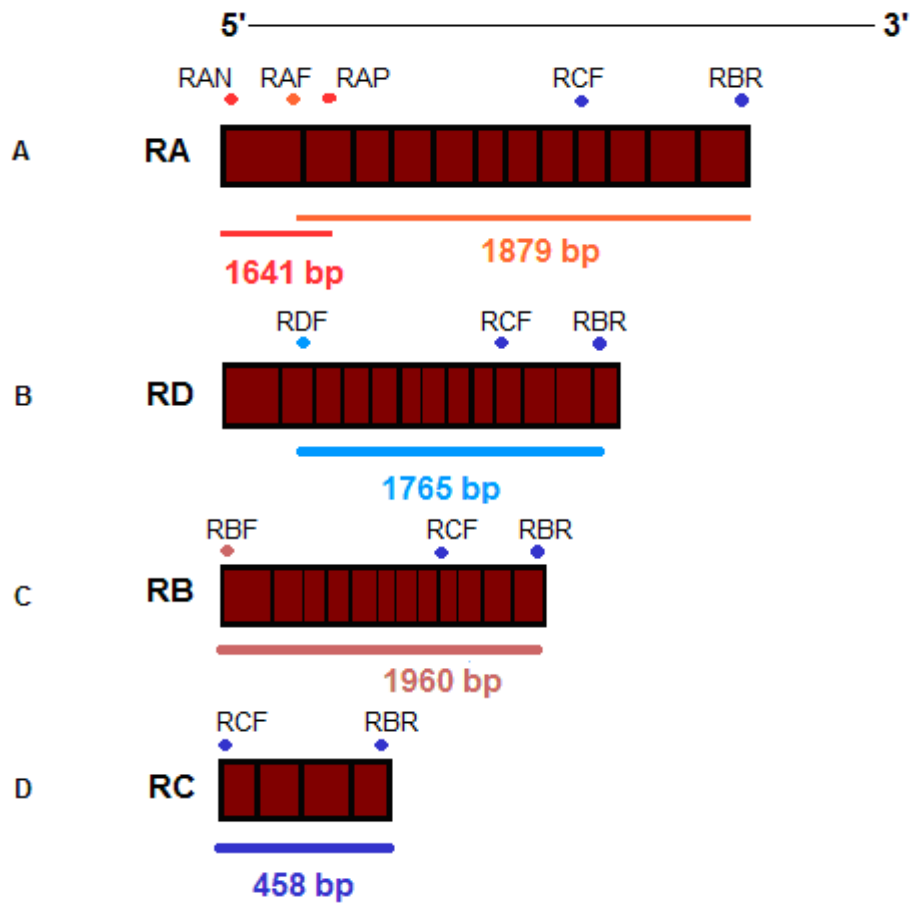 5' 3'
RAN RAF RAP RCF RBR
A RA
1879 bp
1641 bp
RDF RCF RBR
B RD
1765 bp
RBF RCF RBR
C RB
1960 bp
RCF RBR
D RC
458 bp